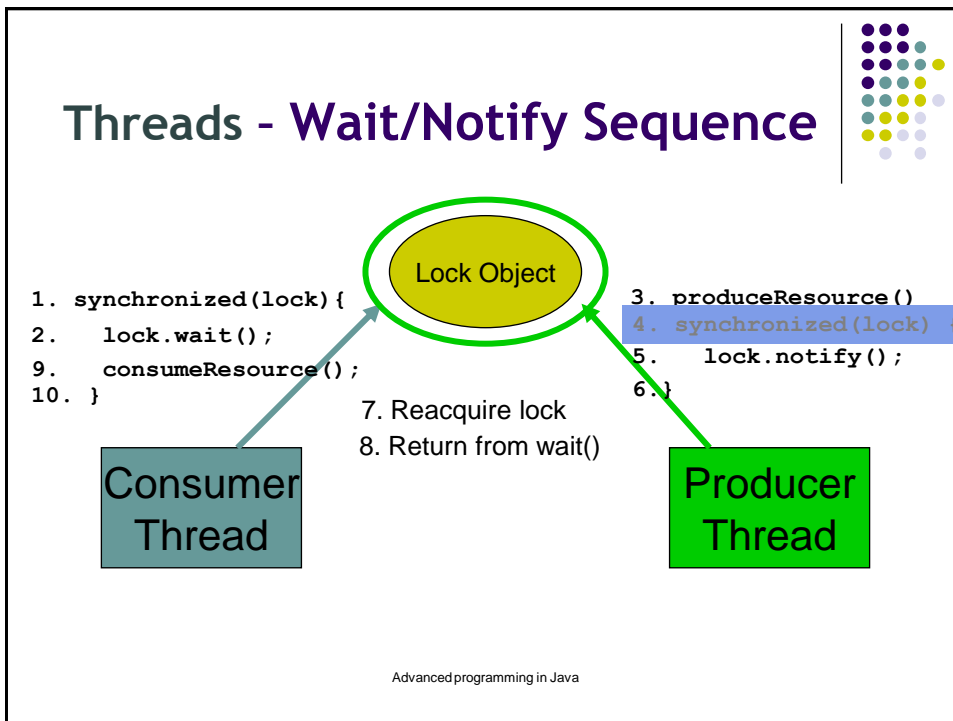 Threads - Wait/Notify Sequence
Lock Object
1. synchronized(lock){
2. lock.wait();
9. consumeResource();
10. }
3. produceResource()
4. synchronized(lock) {
5. lock.notify();
6.}
7. Reacquire lock
8. Return from wait()
Consumer
Thread
Producer
Thread
Advanced programming in Java